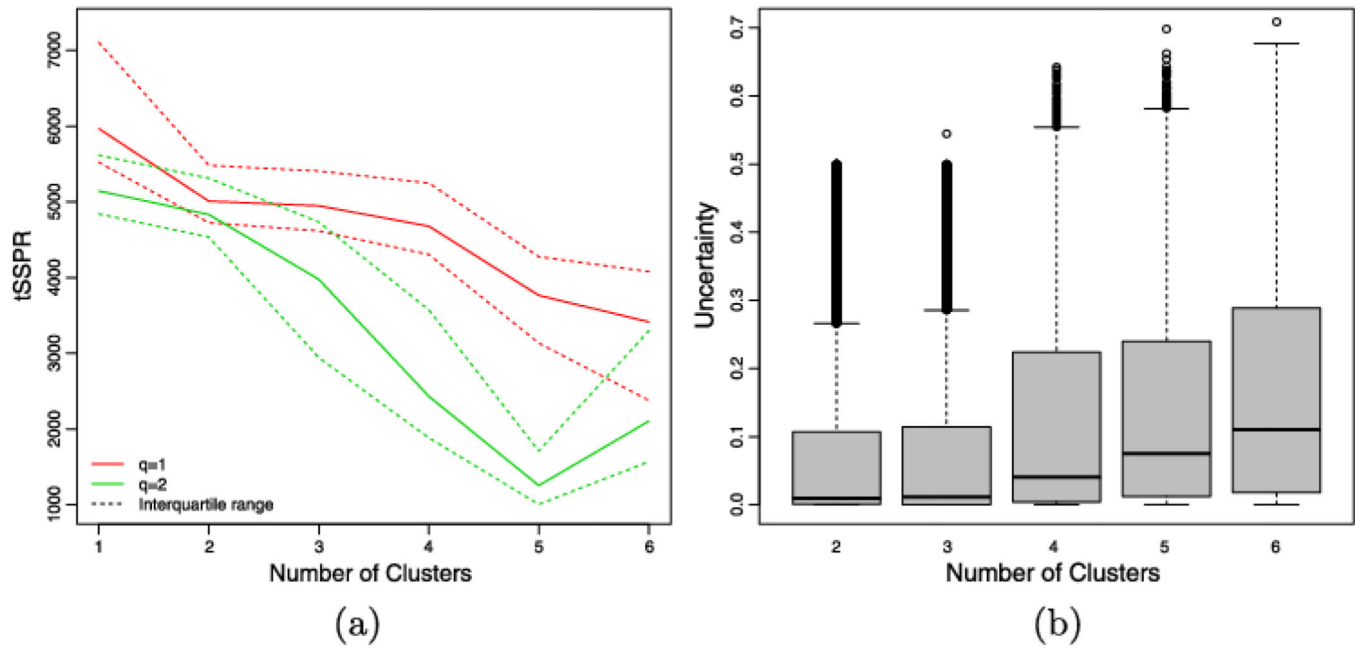 7000
6000
5000
4000
3000
2000
1000
tSSPR
q=1
q=2
Interquartile range
1 2 3 4 5 6
Number of Clusters
(a)
0.7
0.6
0.5
0.4
0.3
0.2
0.1
0.0
Uncertainty
2 3 4 5 6
Number of Clusters
(b)